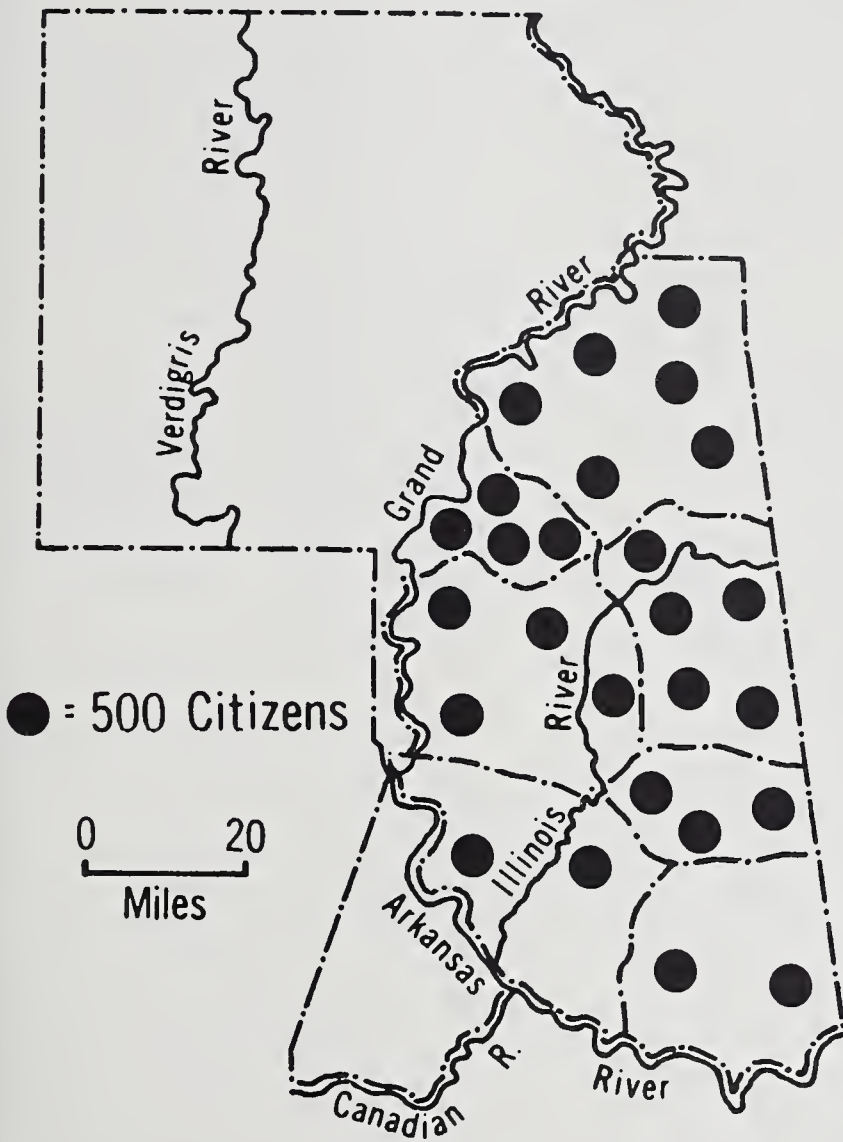 River
Verdigris
River
Grand
River
Illinois
● = 500 Citizens
0 20
Miles
Arkansas
River
Canadian
R.